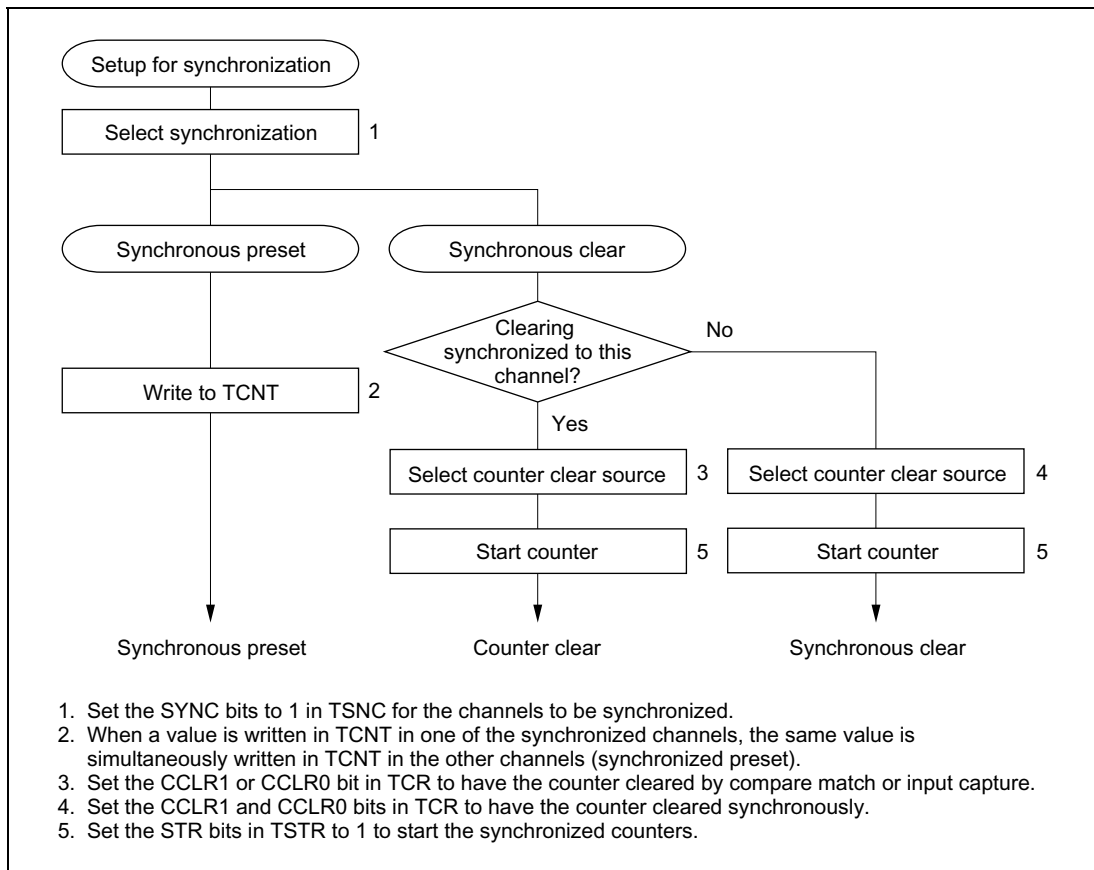 Setup for synchronization
Select synchronization 1
Synchronous preset
Synchronous clear
Clearing
synchronized to this
channel?
No
Write to TCNT 2
Yes
Select counter clear source 3
Select counter clear source 4
Start counter 5
Start counter 5
Synchronous preset
Counter clear
Synchronous clear
1. Set the SYNC bits to 1 in TSNC for the channels to be synchronized.
2. When a value is written in TCNT in one of the synchronized channels, the same value is
simultaneously written in TCNT in the other channels (synchronized preset).
3. Set the CCLR1 or CCLR0 bit in TCR to have the counter cleared by compare match or input capture.
4. Set the CCLR1 and CCLR0 bits in TCR to have the counter cleared synchronously.
5. Set the STR bits in TSTR to 1 to start the synchronized counters.